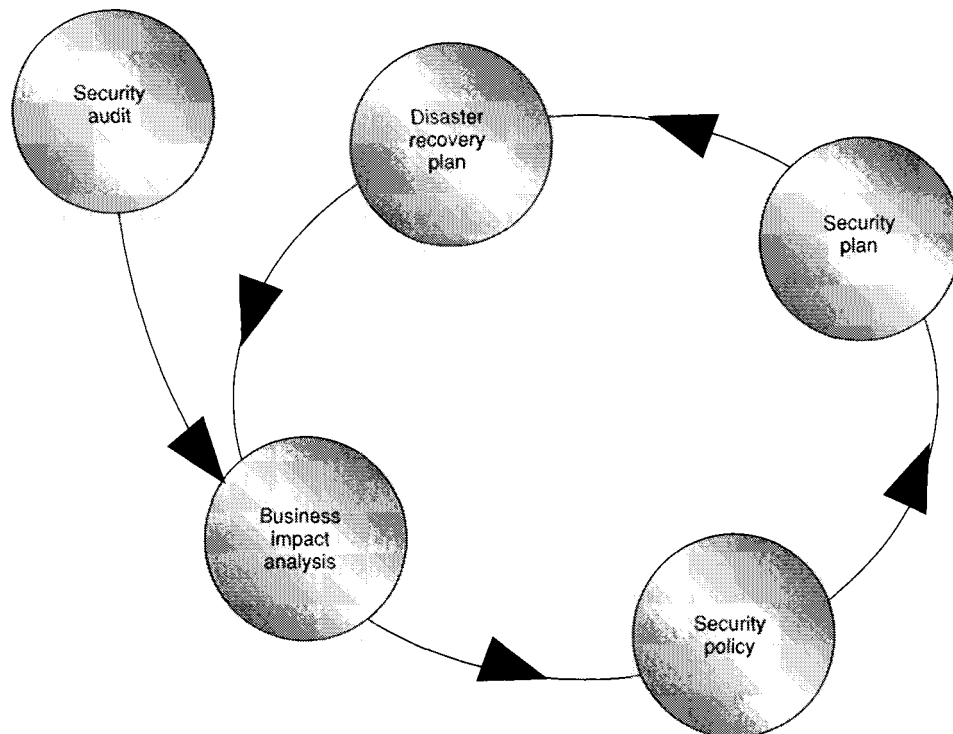 Security
audit
Disaster
recovery
plan
Security
plan
Business
impact
analysis
Security
policy